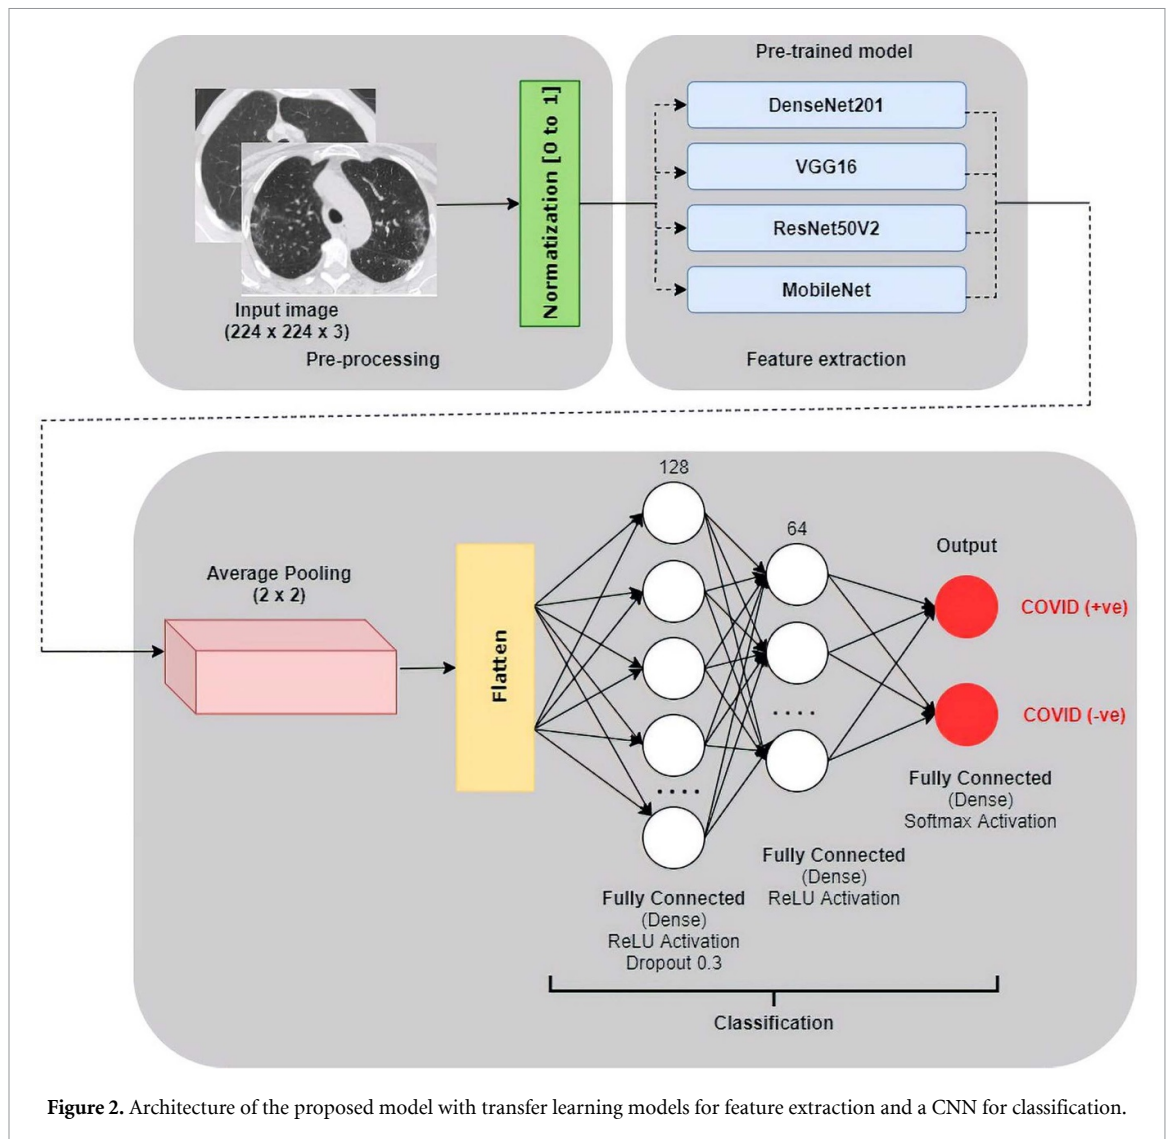 Input image
(224 x 224 x 3)
Pre-processing
Normatization [0 to 1]
Pre-trained model
DenseNet201
VGG16
ResNet50V2
MobileNet
Feature extraction
Average Pooling
(2 x 2)
Flatten
128
64
Output
COVID (+ve)
COVID (-ve)
. . . .
. . . .
Fully Connected
(Dense)
ReLU Activation
Dropout 0.3
Fully Connected
(Dense)
ReLU Activation
Fully Connected
(Dense)
Softmax Activation
Classification
Figure 2. Architecture of the proposed model with transfer learning models for feature extraction and a CNN for classification.